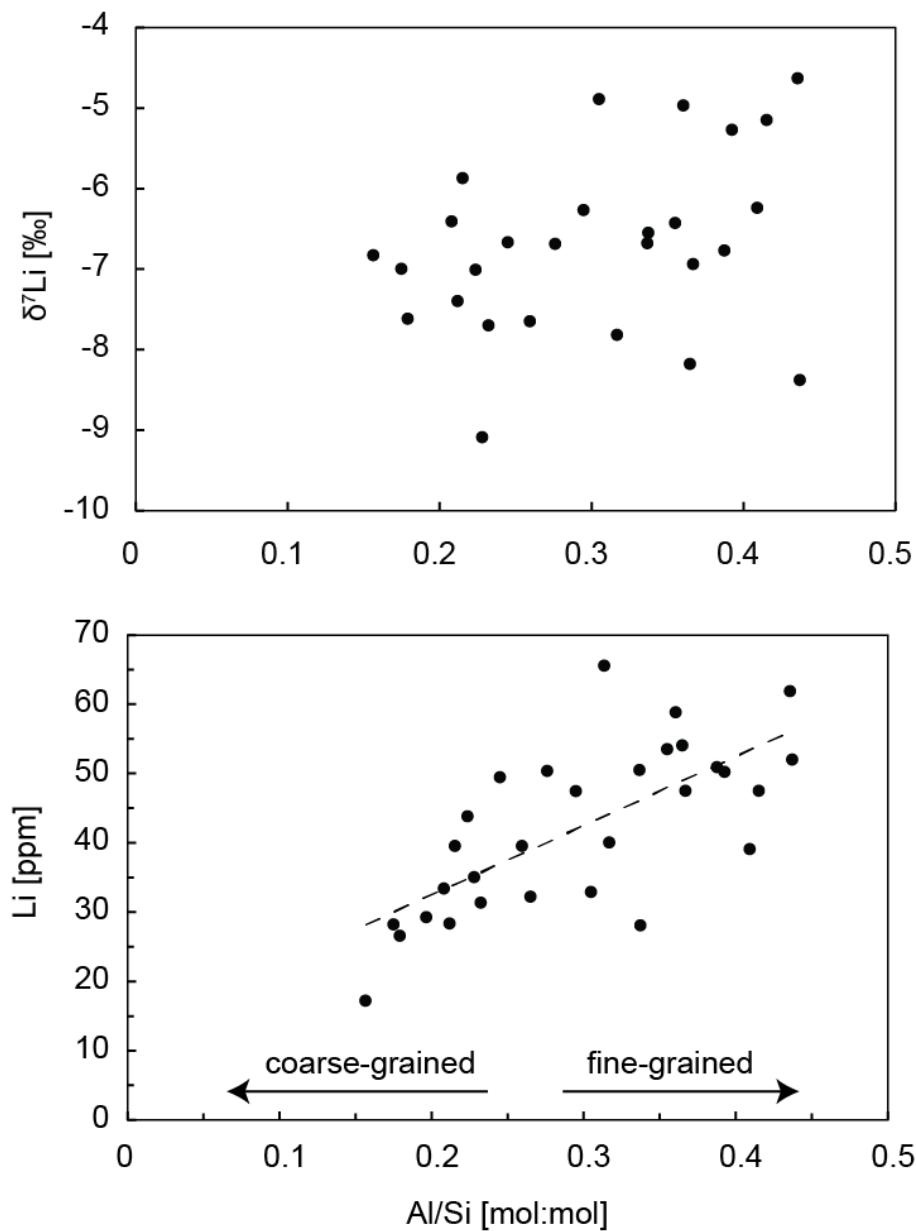 -4
-5
-6
-7
-8
-9
-10
δ⁷Li [‰]
0 0.1 0.2 0.3 0.4 0.5
70
60
50
40
30
20
10
0
Li [ppm]
coarse-grained fine-grained
0 0.1 0.2 0.3 0.4 0.5
Al/Si [mol:mol]